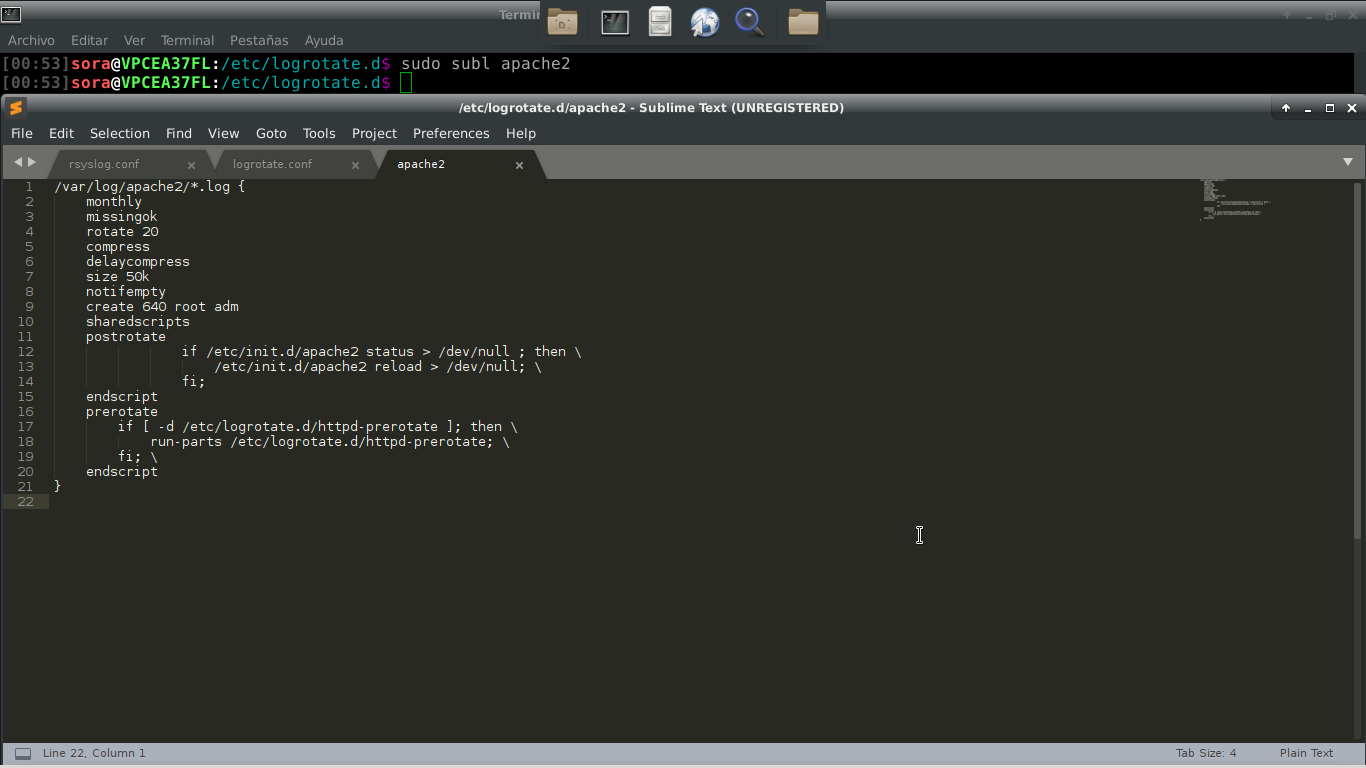 Termin
Archivo Editar Ver Terminal Pestañas Ayuda
[00:53]sora@VPCEA37FL:/etc/logrotate.d$ sudo subl apache2
[00:53]sora@VPCEA37FL:/etc/logrotate.d$
/etc/logrotate.d/apache2 - Sublime Text (UNREGISTERED)
File Edit Selection Find View Goto Tools Project Preferences Help
rsyslog.conf × logrotate.conf × apache2 ×
1 /var/log/apache2/*.log {
2     monthly
3     missingok
4     rotate 20
5     compress
6     delaycompress
7     size 50k
8     notifempty
9     create 640 root adm
10     sharedscripts
11     postrotate
12                 if /etc/init.d/apache2 status > /dev/null ; then \
13                     /etc/init.d/apache2 reload > /dev/null; \
14                 fi;
15     endscript
16     prerotate
17         if [ -d /etc/logrotate.d/httpd-prerotate ]; then \
18             run-parts /etc/logrotate.d/httpd-prerotate; \
19         fi; \
20     endscript
21 }
22
Line 22, Column 1 Tab Size: 4 Plain Text